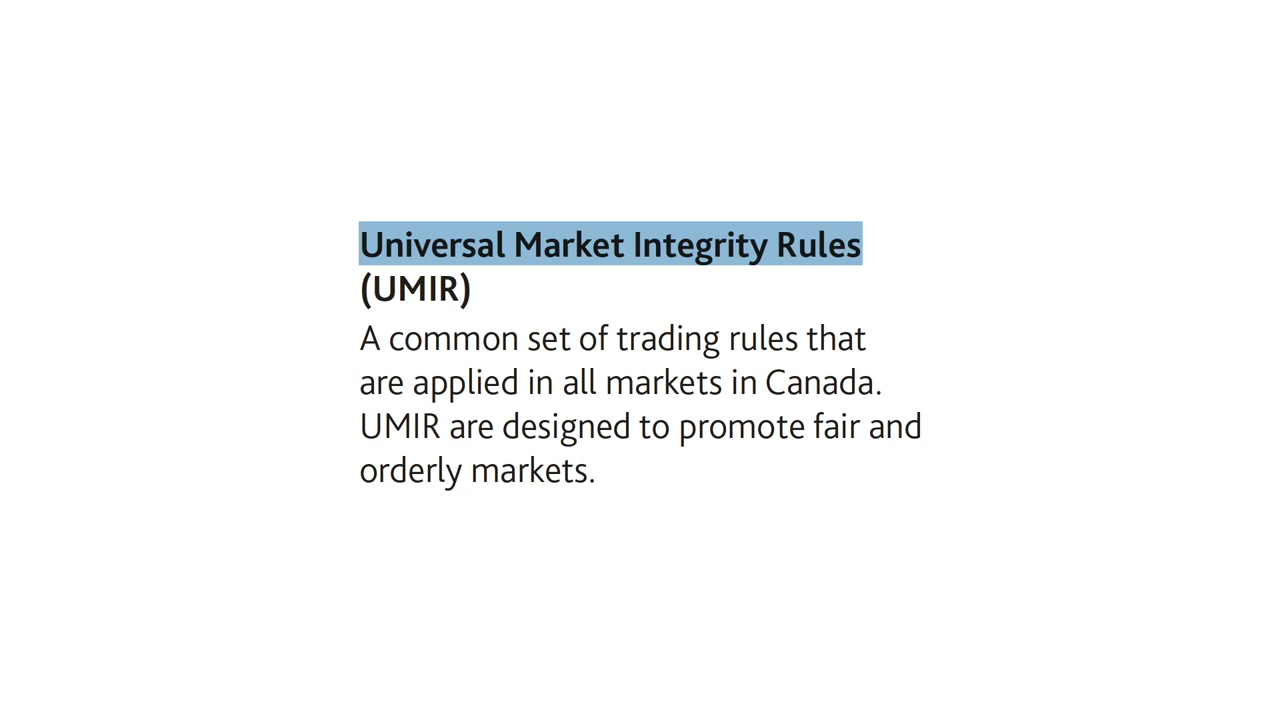 Universal Market Integrity Rules
(UMIR)
A common set of trading rules that
are applied in all markets in Canada.
UMIR are designed to promote fair and
orderly markets.